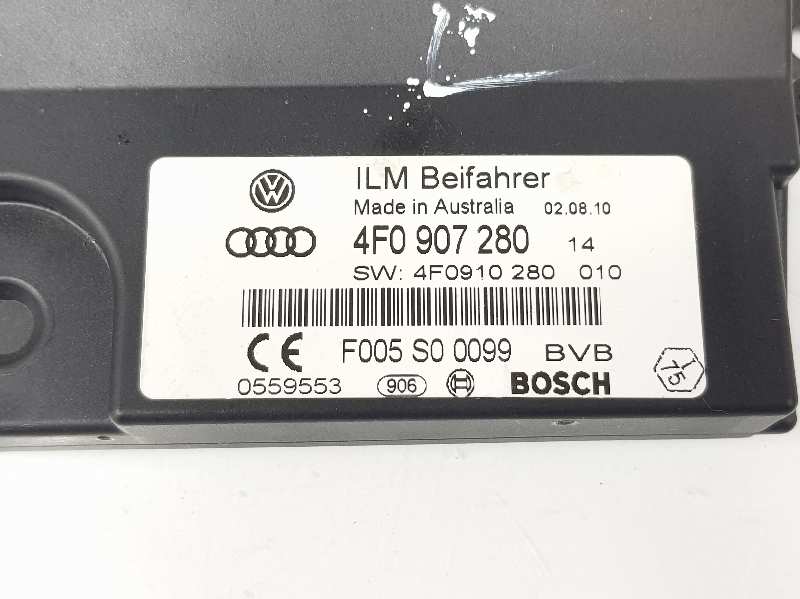 ILM Beifahrer
Made in Australia 02.08.10
4F0 907 280 14
SW: 4F0910 280 010
CE F005 S0 0099 BVB
0559553 906 BOSCH